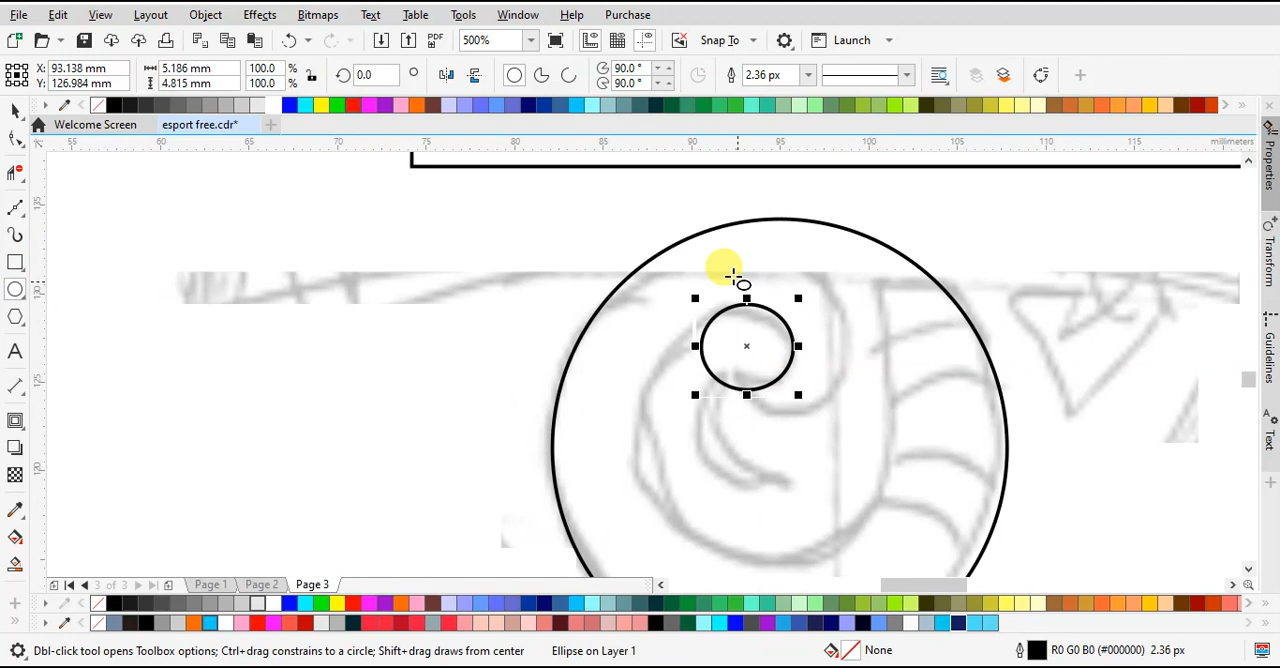 File Edit View Layout Object Effects Bitmaps Text Table Tools Window Help Purchase
PDF 500% Snap To Launch
X: 93.138 mm 5.186 mm 100.0 % 0.0 ° 90.0 ° 2.36 px
Y: 126.984 mm 4.815 mm 100.0 % 90.0 °
Welcome Screen esport free.cdr*
55 60 65 70 75 80 85 90 95 100 105 110 115 millimeters
135
130
125
120
Properties
Transform
Guidelines
Text
3 of 3 Page 1 Page 2 Page 3
Dbl-click tool opens Toolbox options; Ctrl+drag constrains to circle; Shift+drag draws from center Ellipse on Layer 1 None R0 G0 B0 (#000000) 2.36 px